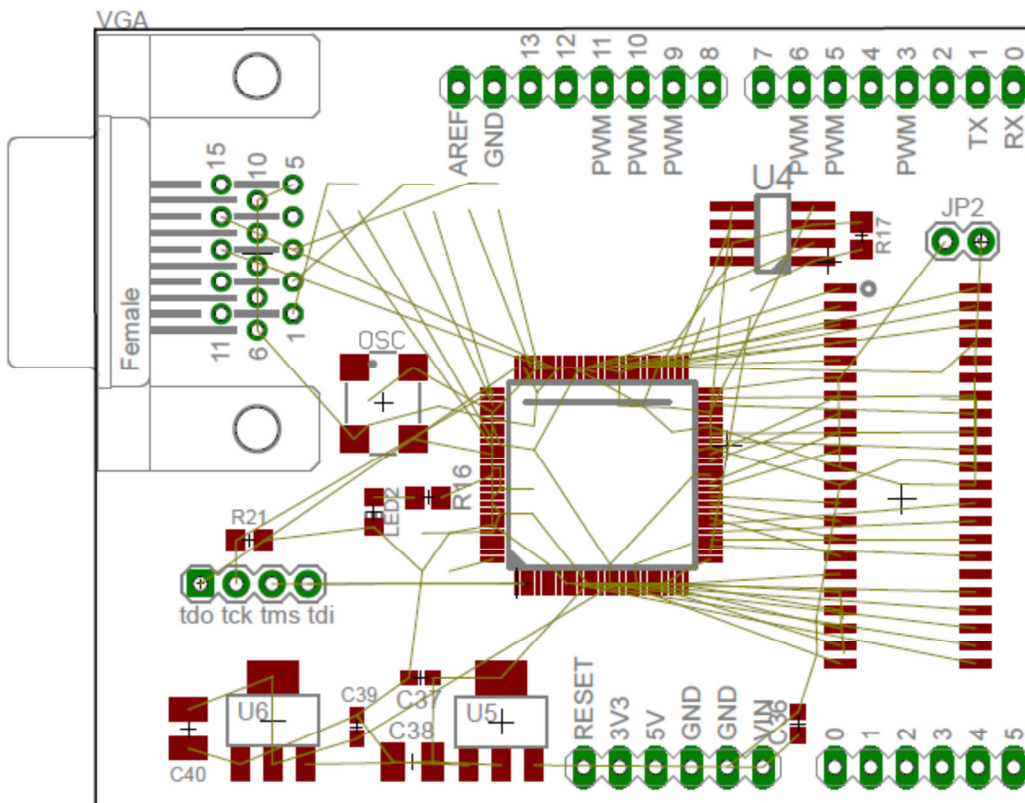 VGA
13
12
11
10
9
8
7
6
5
4
3
2
1
0
AREF
GND
PWM
PWM
PWM
PWM
PWM
PWM
TX
RX
U4
R17
JP2
15
10
5
Female
11
6
1
OSC
LED2
R16
R21
tdo tck tms tdi
U6
C39
C37
C38
U5
C40
RESET
3V3
5V
GND
GND
VIN
C36
0
1
2
3
4
5